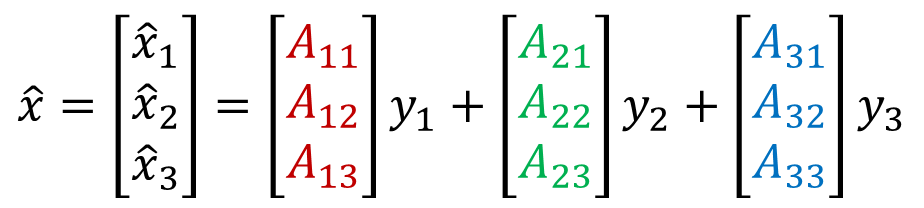 x̂ = [x̂₁ x̂₂ x̂₃] = [A₁₁ A₁₂ A₁₃] y₁ + [A₂₁ A₂₂ A₂₃] y₂ + [A₃₁ A₃₂ A₃₃] y₃